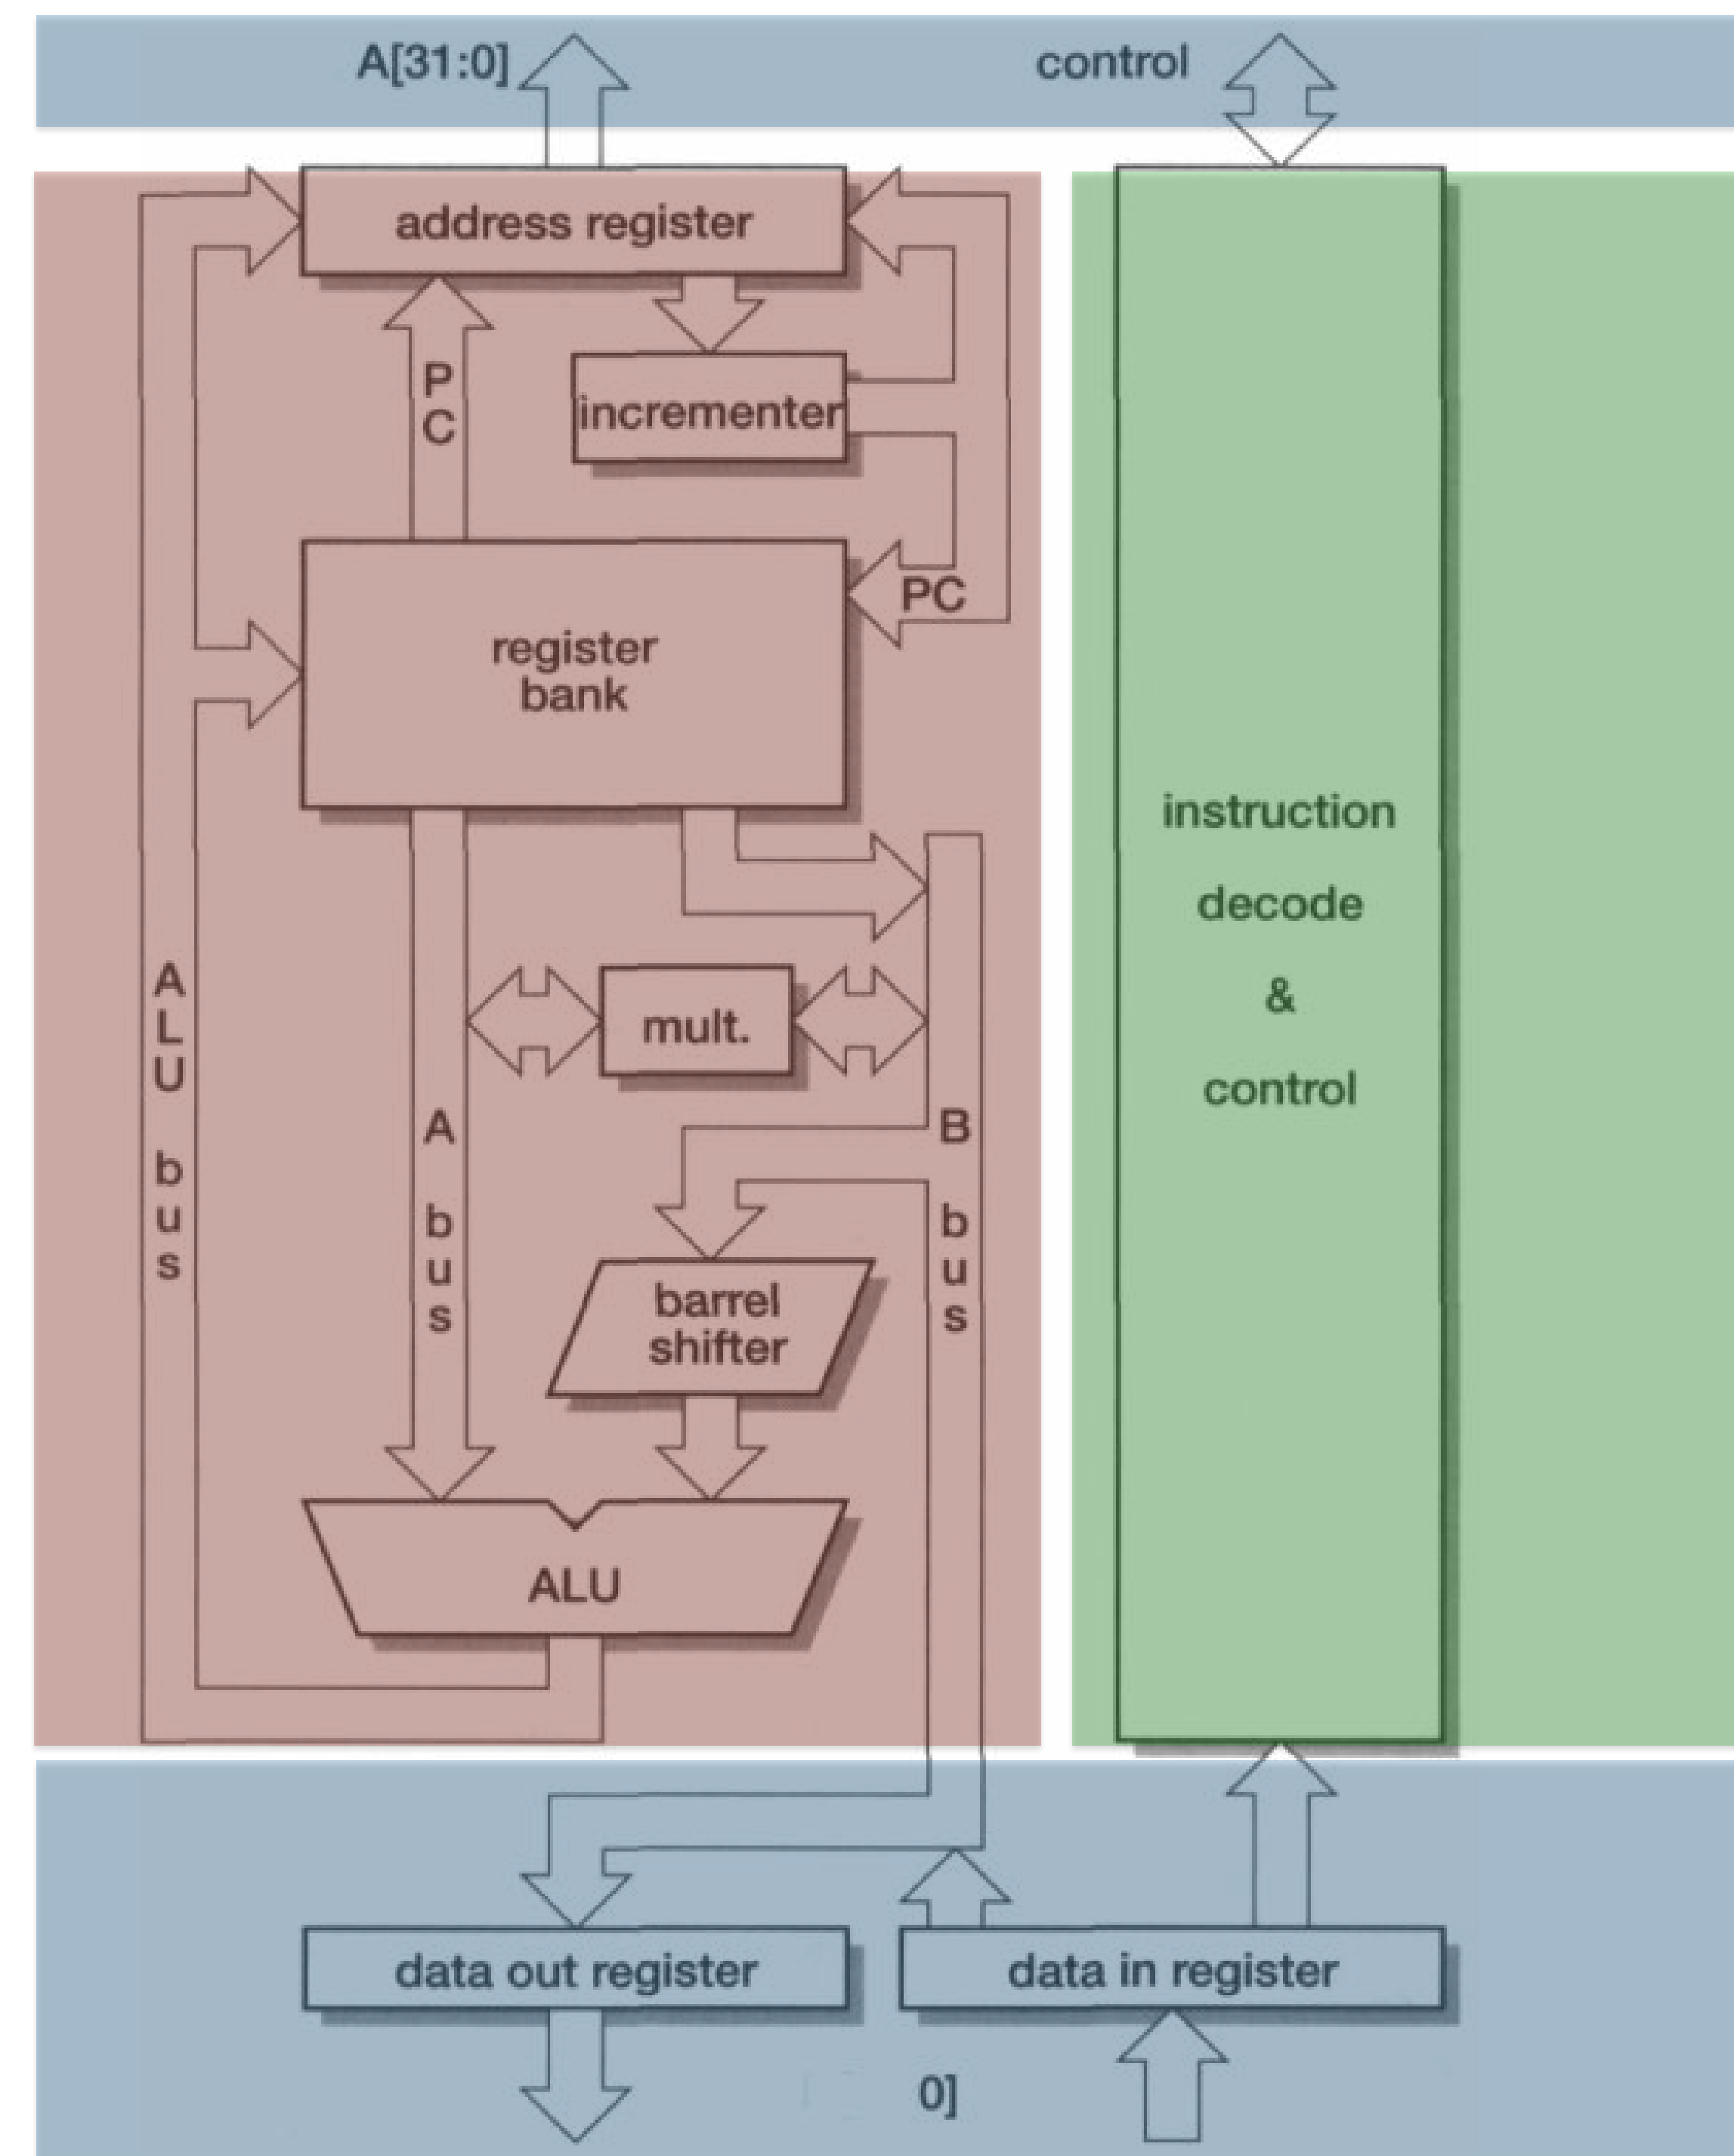 A[31:0]
control
address register
P
C
incrementer
PC
register
bank
instruction
decode
&
control
A
L
U
b
u
s
mult.
A
b
u
s
B
b
u
s
barrel
shifter
ALU
data out register
data in register
0]